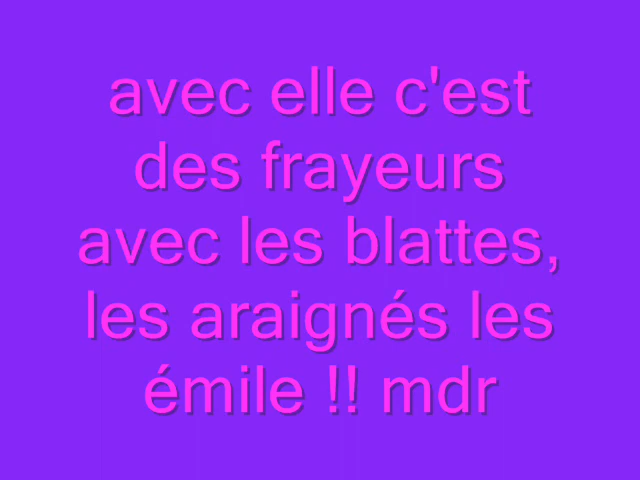 avec elle c'est
des frayeurs
avec les blattes,
les araignés les
émile !! mdr